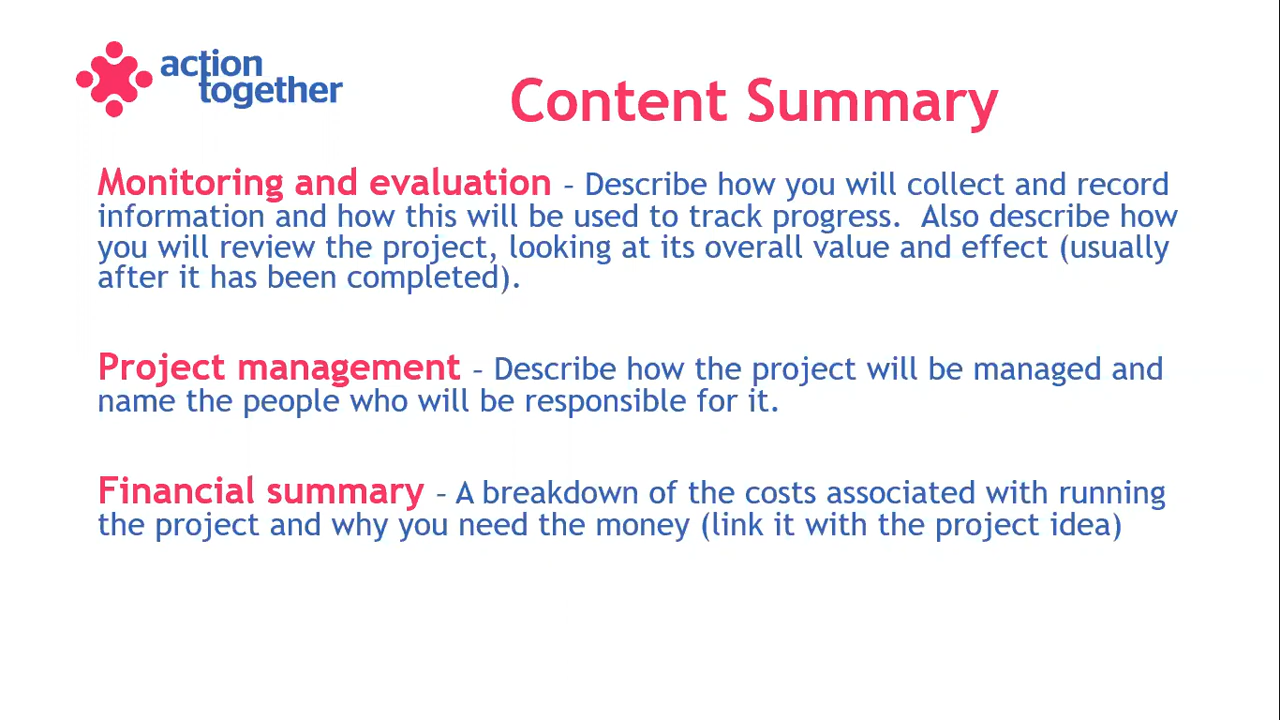 action
together
Content Summary
Monitoring and evaluation – Describe how you will collect and record
information and how this will be used to track progress.  Also describe how
you will review the project, looking at its overall value and effect (usually
after it has been completed).
Project management – Describe how the project will be managed and
name the people who will be responsible for it.
Financial summary – A breakdown of the costs associated with running
the project and why you need the money (link it with the project idea)